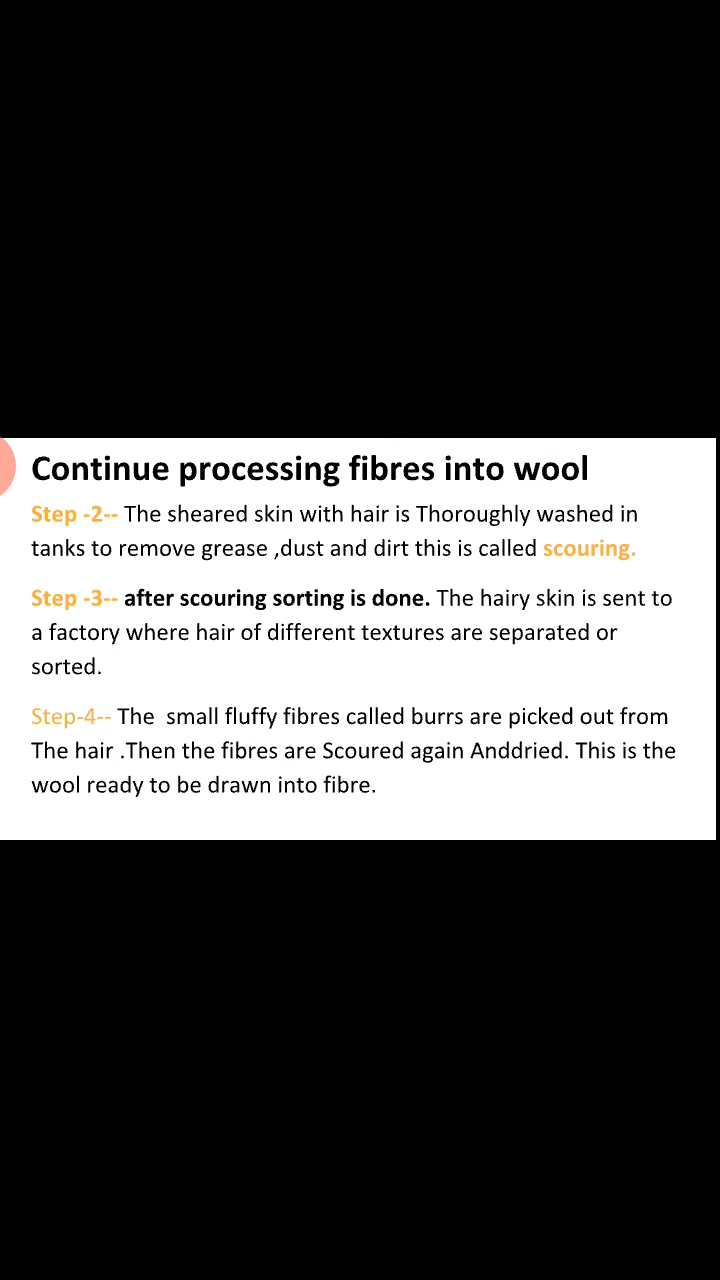 Continue processing fibres into wool
Step -2-- The sheared skin with hair is Thoroughly washed in
tanks to remove grease ,dust and dirt this is called scouring.
Step -3-- after scouring sorting is done. The hairy skin is sent to
a factory where hair of different textures are separated or
sorted.
Step-4-- The  small fluffy fibres called burrs are picked out from
The hair .Then the fibres are Scoured again Anddried. This is the
wool ready to be drawn into fibre.